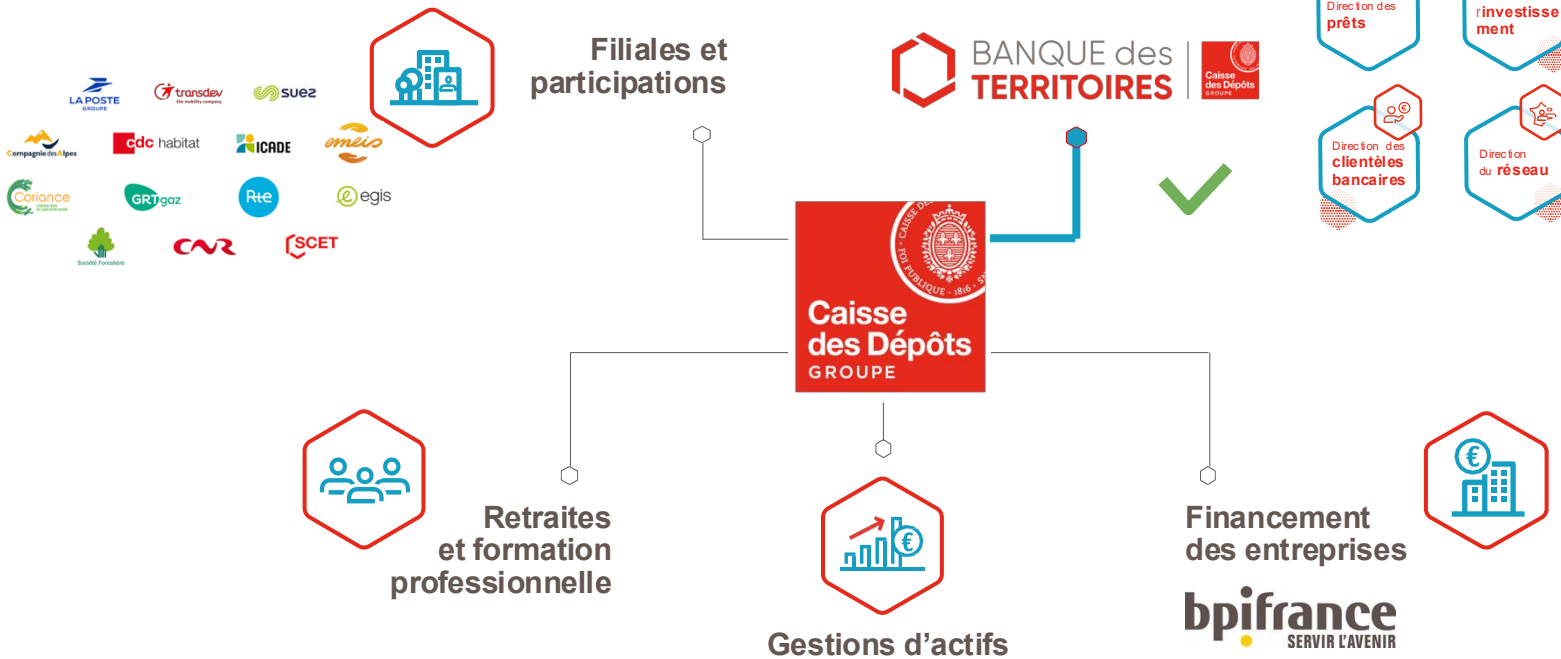 Filiales et
participations
LA POSTE
GROUPE
transdev
the mobility company
suez
CompagniedesAlpes
cdc habitat
ICADE
emeis
Coriance
GRTgaz
Rte
egis
Société Forestière
CNR
SCET
BANQUE des
TERRITOIRES
Caisse
des Dépôts
GROUPE
Direction des
prêts
l'investisse
ment
Direction des
clientèles
bancaires
Direction
du réseau
FOI PUBLIQUE - 1816
Caisse
des Dépôts
GROUPE
Retraites
et formation
professionnelle
Gestions d'actifs
Financement
des entreprises
bpifrance
SERVIR L'AVENIR